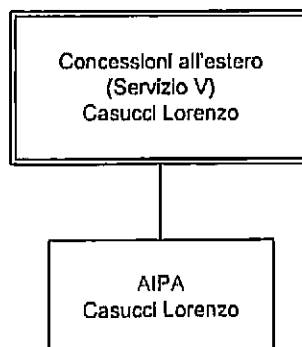 Concessioni all'estero
(Servizio V)
Casucci Lorenzo
AIPA
Casucci Lorenzo